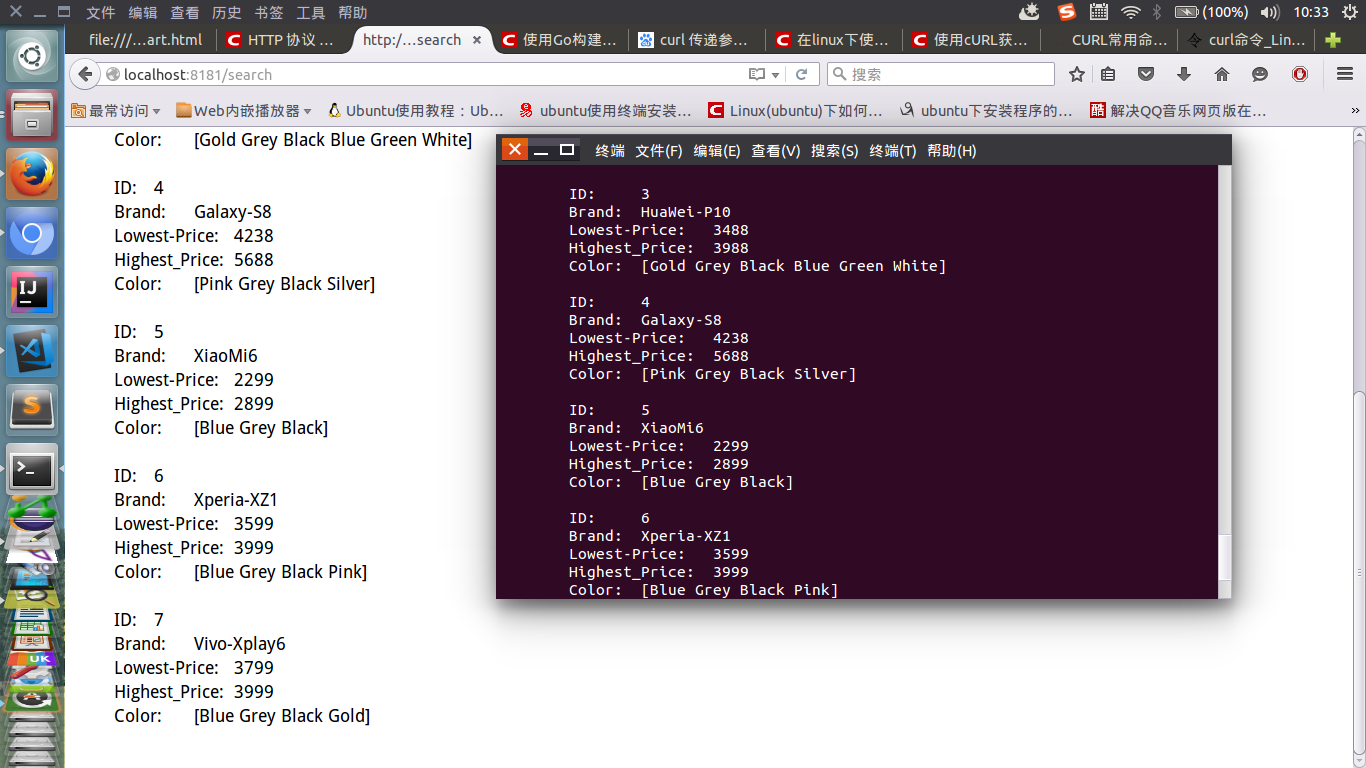 文件 编辑 查看 历史 书签 工具 帮助
(100%) 10:33
file:///...art.html
HTTP 协议 ...
http:/...search
使用Go构建...
curl 传递参...
在linux下使...
使用cURL获...
CURL常用命...
curl命令_Lin...
localhost:8181/search
搜索
最常访问
Web内嵌播放器
Ubuntu使用教程：Ub...
ubuntu使用终端安装...
Linux(ubuntu)下如何...
ubuntu下安装程序的...
酷 解决QQ音乐网页版在...
Color: [Gold Grey Black Blue Green White]
ID: 4
Brand: Galaxy-S8
Lowest-Price: 4238
Highest_Price: 5688
Color: [Pink Grey Black Silver]
ID: 5
Brand: XiaoMi6
Lowest-Price: 2299
Highest_Price: 2899
Color: [Blue Grey Black]
ID: 6
Brand: Xperia-XZ1
Lowest-Price: 3599
Highest_Price: 3999
Color: [Blue Grey Black Pink]
ID: 7
Brand: Vivo-Xplay6
Lowest-Price: 3799
Highest_Price: 3999
Color: [Blue Grey Black Gold]
终端 文件(F) 编辑(E) 查看(V) 搜索(S) 终端(T) 帮助(H)
ID: 3
Brand: HuaWei-P10
Lowest-Price: 3488
Highest_Price: 3988
Color: [Gold Grey Black Blue Green White]
ID: 4
Brand: Galaxy-S8
Lowest-Price: 4238
Highest_Price: 5688
Color: [Pink Grey Black Silver]
ID: 5
Brand: XiaoMi6
Lowest-Price: 2299
Highest_Price: 2899
Color: [Blue Grey Black]
ID: 6
Brand: Xperia-XZ1
Lowest-Price: 3599
Highest_Price: 3999
Color: [Blue Grey Black Pink]
IJ
S
UK